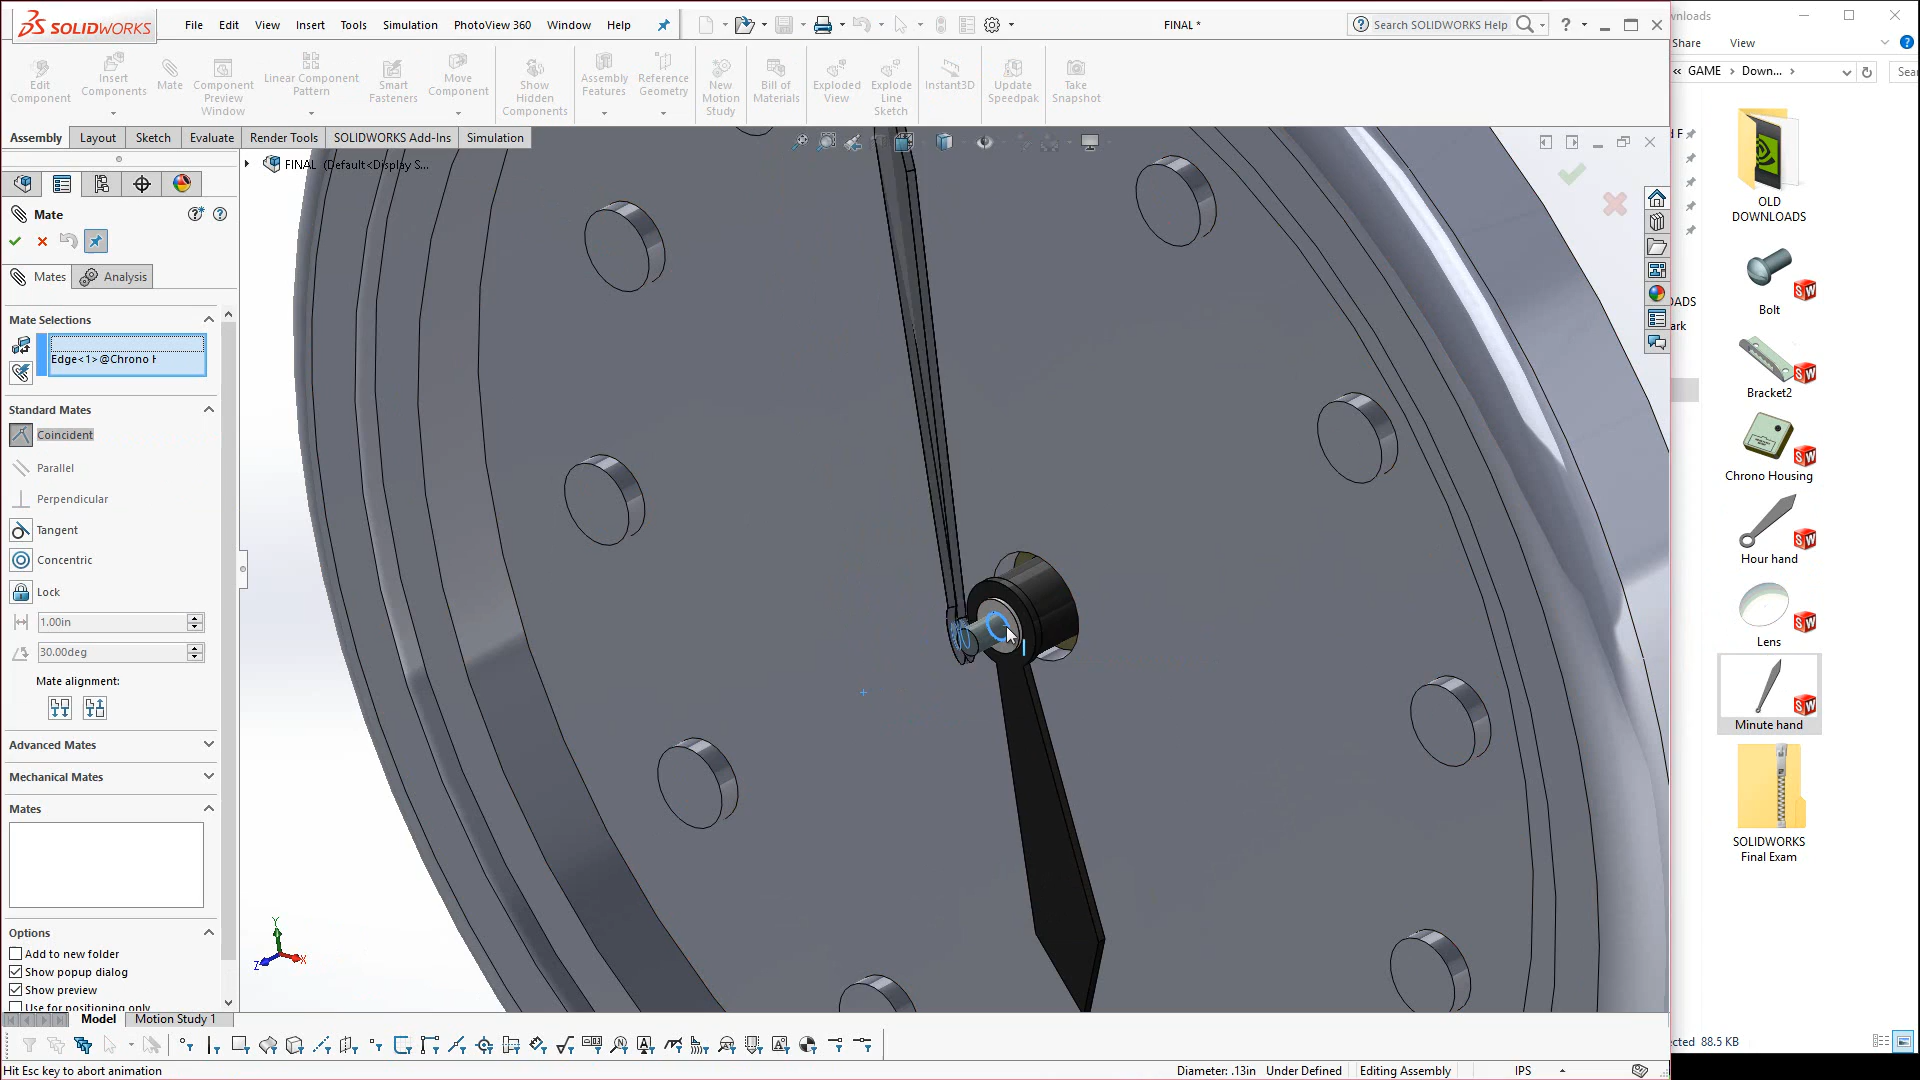 SOLIDWORKS
File Edit View Insert Tools Simulation PhotoView 360 Window Help
FINAL *
Search SOLIDWORKS Help
Edit Component
Insert Components
Mate
Component Preview Window
Linear Component Pattern
Smart Fasteners
Move Component
Show Hidden Components
Assembly Features
Reference Geometry
New Motion Study
Bill of Materials
Exploded View
Explode Line Sketch
Instant3D
Update Speedpak
Take Snapshot
Assembly Layout Sketch Evaluate Render Tools SOLIDWORKS Add-Ins Simulation
FINAL (Default<Display S...
Mate
Mates Analysis
Mate Selections
Edge<1>@Chrono H
Standard Mates
Coincident
Parallel
Perpendicular
Tangent
Concentric
Lock
1.00in
30.00deg
Mate alignment:
Advanced Mates
Mechanical Mates
Mates
Options
Add to new folder
Show popup dialog
Show preview
Use for positioning only
Y
Z
X
Model Motion Study 1
Hit Esc key to abort animation
Diameter: .13in Under Defined Editing Assembly IPS
wnloads
Share View
« GAME > Down... >
Sear
d F
OADS
ark
OLD DOWNLOADS
Bolt
Bracket2
Chrono Housing
Hour hand
Lens
Minute hand
SOLIDWORKS Final Exam
ected 88.5 KB